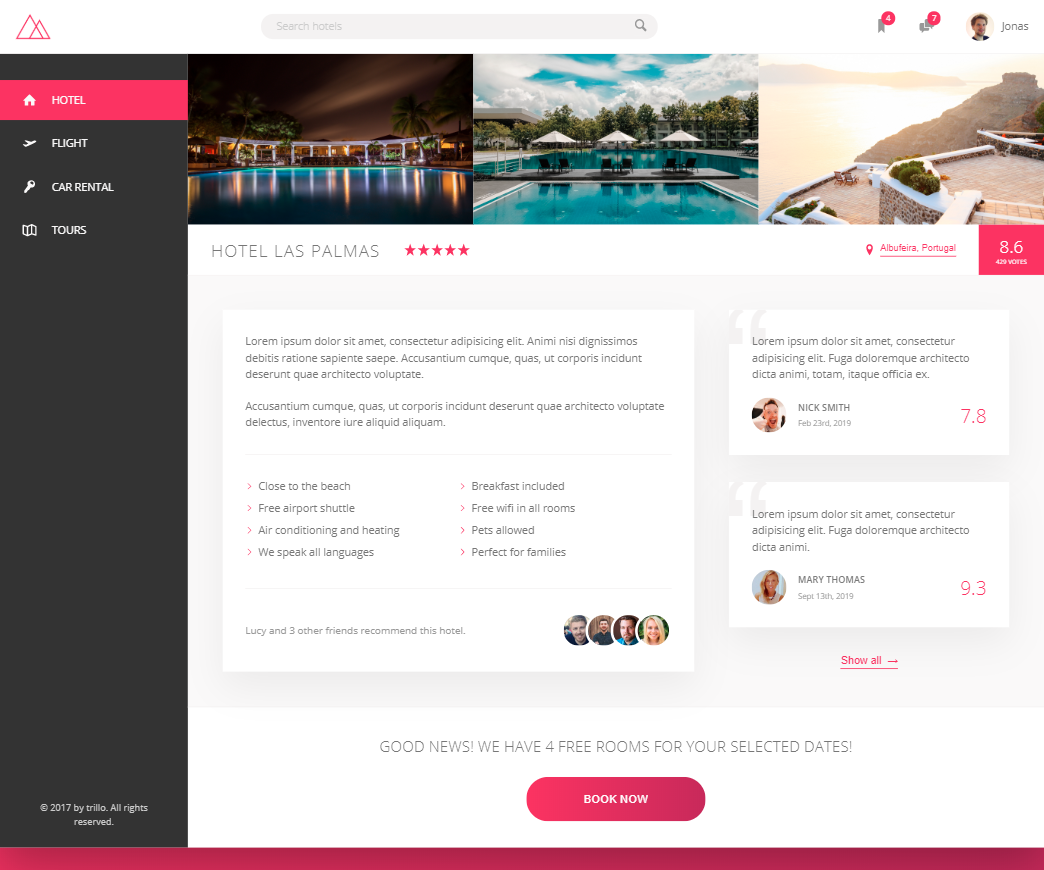 Search hotels
4
7
Jonas
HOTEL
FLIGHT
CAR RENTAL
TOURS
© 2017 by trillo. All rights
reserved.
HOTEL LAS PALMAS
Albufeira, Portugal
8.6
429 VOTES
Lorem ipsum dolor sit amet, consectetur adipisicing elit. Animi nisi dignissimos
debitis ratione sapiente saepe. Accusantium cumque, quas, ut corporis incidunt
deserunt quae architecto voluptate.
Accusantium cumque, quas, ut corporis incidunt deserunt quae architecto voluptate
delectus, inventore iure aliquid aliquam.
Close to the beach
Free airport shuttle
Air conditioning and heating
We speak all languages
Breakfast included
Free wifi in all rooms
Pets allowed
Perfect for families
Lucy and 3 other friends recommend this hotel.
Lorem ipsum dolor sit amet, consectetur
adipisicing elit. Fuga doloremque architecto
dicta animi, totam, itaque officia ex.
NICK SMITH
Feb 23rd, 2019
7.8
Lorem ipsum dolor sit amet, consectetur
adipisicing elit. Fuga doloremque architecto
dicta animi.
MARY THOMAS
Sept 13th, 2019
9.3
Show all →
GOOD NEWS! WE HAVE 4 FREE ROOMS FOR YOUR SELECTED DATES!
BOOK NOW